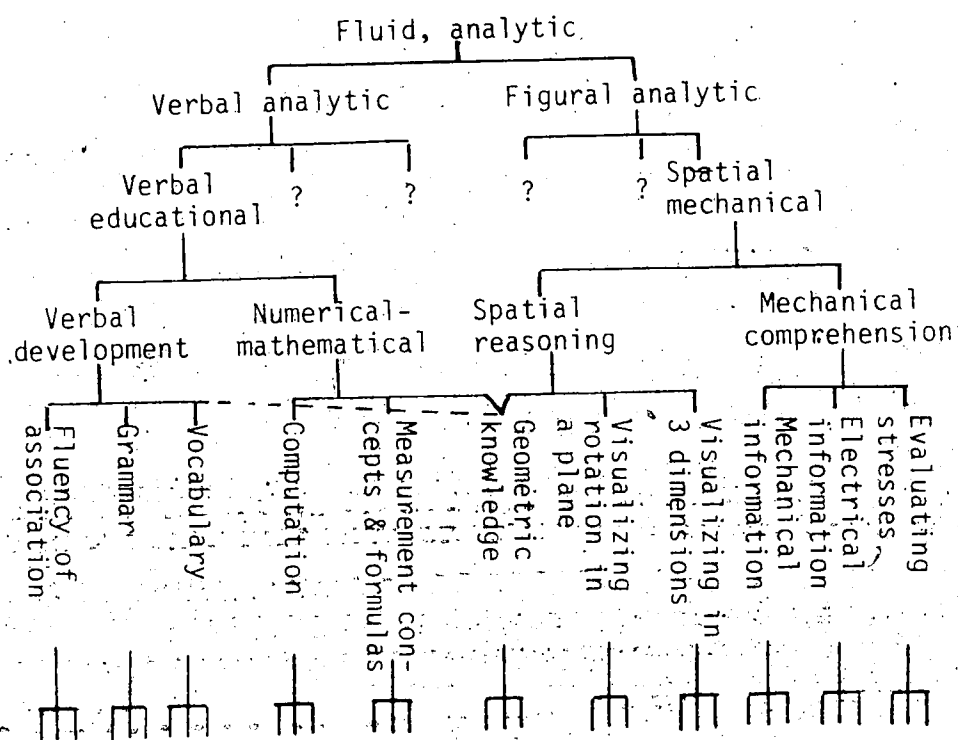 Fluid, analytic
Verbal analytic
Figural analytic
Verbal
educational
?
?
?
?
Spatial
mechanical
Verbal
development
Numerical-
mathematical
Spatial
reasoning
Mechanical
comprehension
Fluency of
association
Grammar
Vocabulary
Computation
Measurement con-
cepts & formulas
Geometric
knowledge
Visualizing
rotation in
a plane
Visualizing in
3 dimensions
Mechanical
information
Electrical
information
Evaluating
stresses